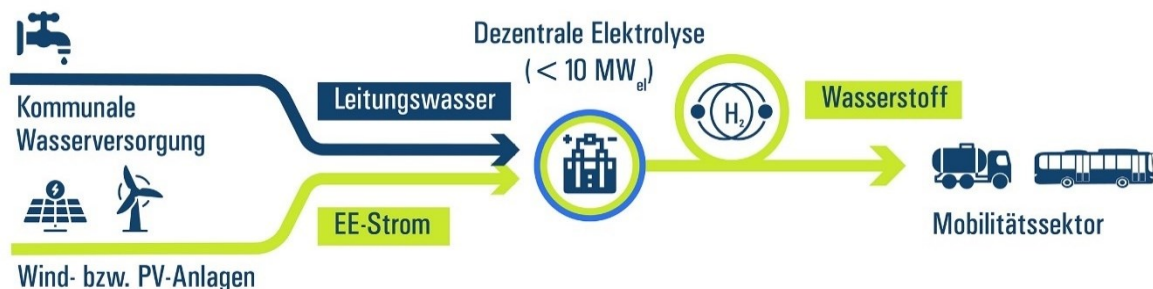 Dezentrale Elektrolyse
(< 10 MWel)
Kommunale
Wasserversorgung
Leitungswasser
+ −
H2
Wasserstoff
EE-Strom
Wind- bzw. PV-Anlagen
Mobilitätssektor